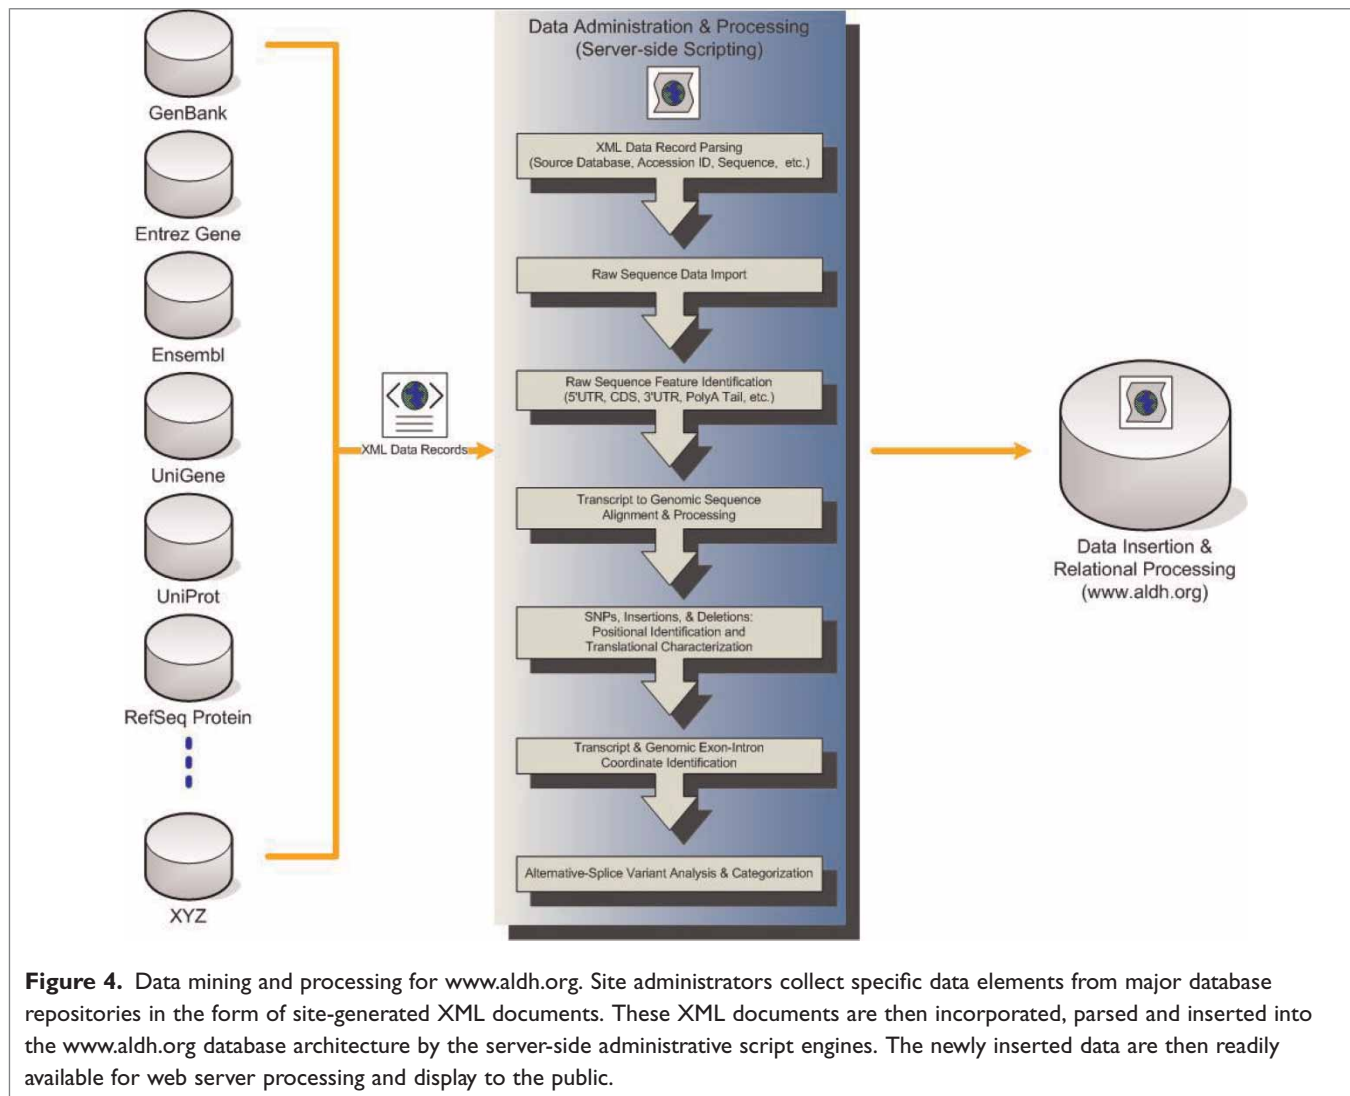 GenBank
Entrez Gene
Ensembl
UniGene
UniProt
RefSeq Protein
XYZ
XML Data Records
Data Administration & Processing
(Server-side Scripting)
XML Data Record Parsing
(Source Database, Accession ID, Sequence, etc.)
Raw Sequence Data Import
Raw Sequence Feature Identification
(5'UTR, CDS, 3'UTR, PolyA Tail, etc.)
Transcript to Genomic Sequence
Alignment & Processing
SNPs, Insertions, & Deletions:
Positional Identification and
Translational Characterization
Transcript & Genomic Exon-Intron
Coordinate Identification
Alternative-Splice Variant Analysis & Categorization
Data Insertion &
Relational Processing
(www.aldh.org)
Figure 4. Data mining and processing for www.aldh.org. Site administrators collect specific data elements from major database
repositories in the form of site-generated XML documents. These XML documents are then incorporated, parsed and inserted into
the www.aldh.org database architecture by the server-side administrative script engines. The newly inserted data are then readily
available for web server processing and display to the public.